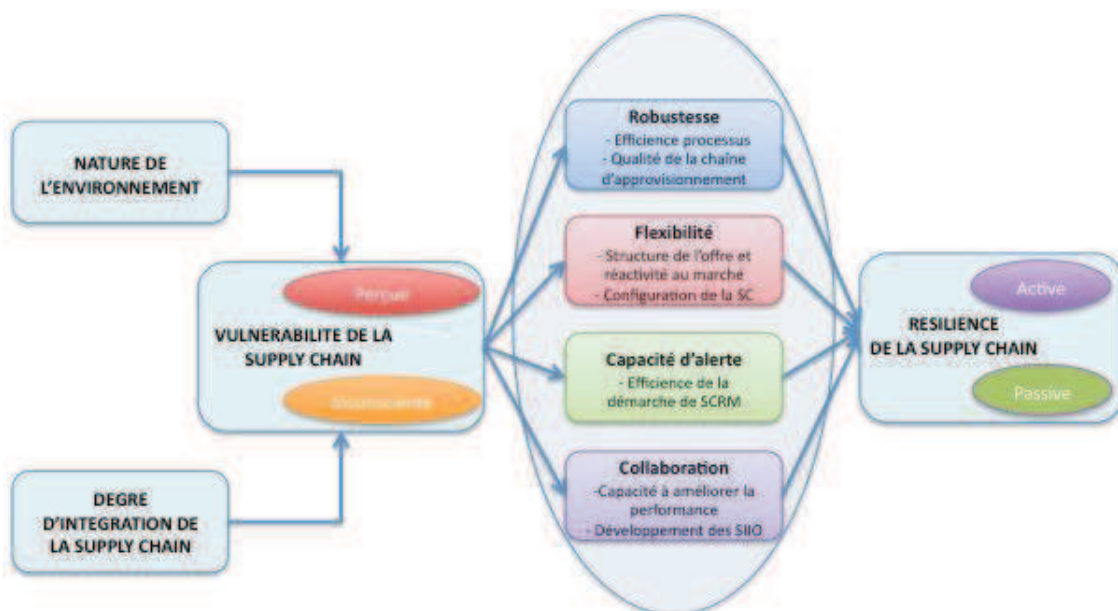 NATURE DE
L'ENVIRONNEMENT
Perçue
VULNERABILITE DE LA
SUPPLY CHAIN
Inconsciente
DEGRE
D'INTEGRATION DE
LA SUPPLY CHAIN
Robustesse
- Efficience processus
- Qualité de la chaîne
d'approvisionnement
Flexibilité
- Structure de l'offre et
réactivité au marché
- Configuration de la SC
Capacité d'alerte
- Efficience de la
démarche de SCRM
Collaboration
-Capacité à améliorer la
performance
- Développement des SIIO
Active
RESILIENCE
DE LA SUPPLY CHAIN
Passive